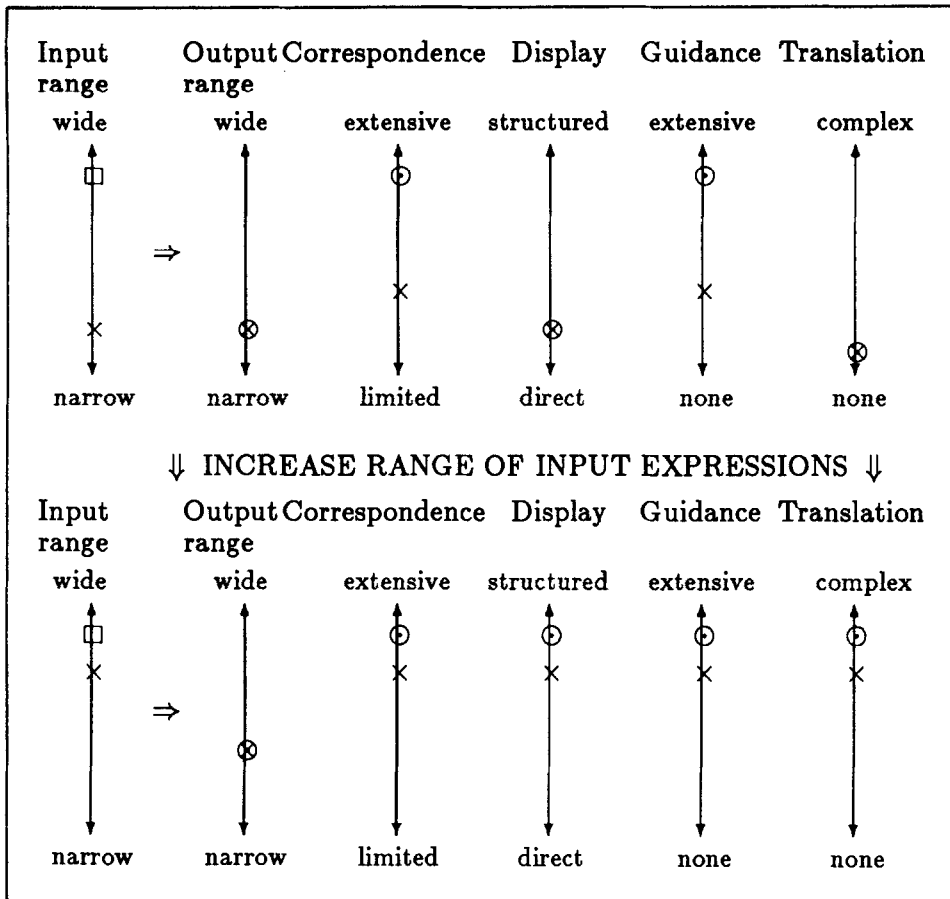 Input Output Correspondence Display Guidance Translation
range range
wide wide extensive structured extensive complex
⇒
narrow narrow limited direct none none
⇓ INCREASE RANGE OF INPUT EXPRESSIONS ⇓
Input Output Correspondence Display Guidance Translation
range range
wide wide extensive structured extensive complex
⇒
narrow narrow limited direct none none